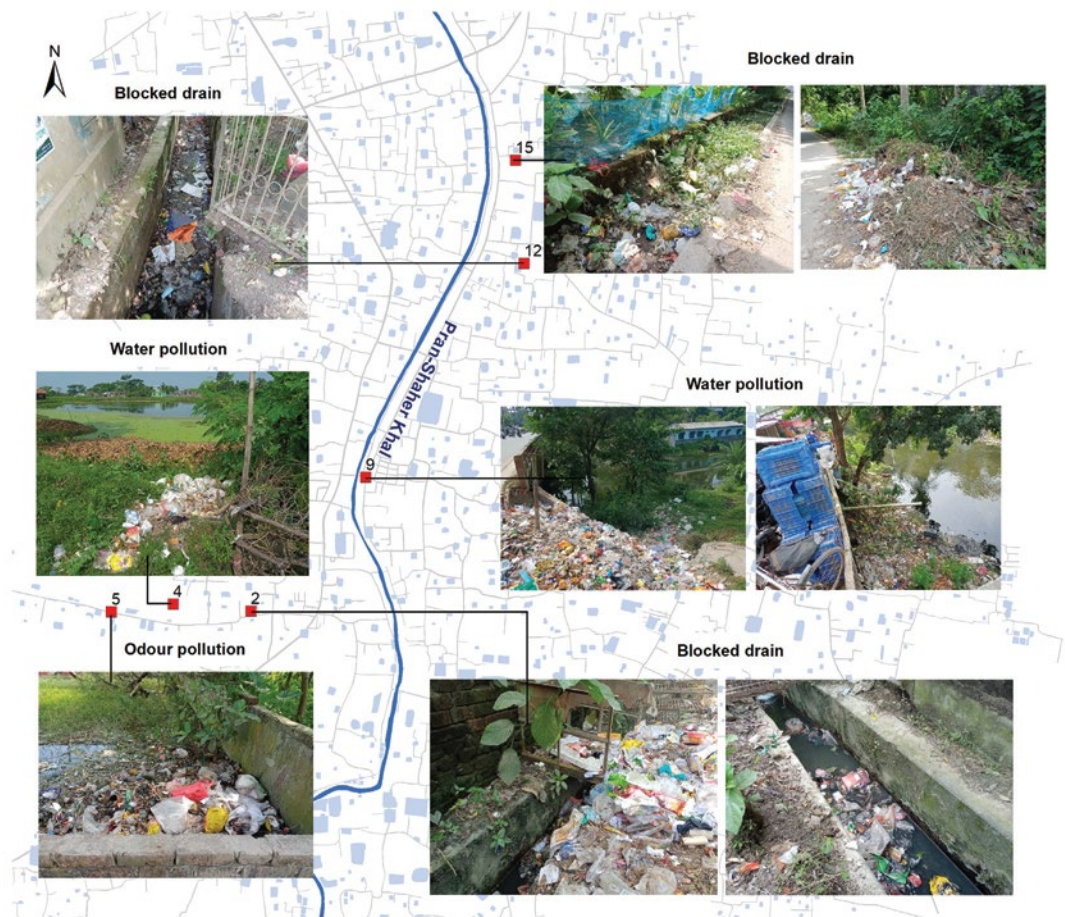 N
Blocked drain
Blocked drain
15
12
Water pollution
Pran-Shaher Khal
Water pollution
9
5
4
2
Odour pollution
Blocked drain